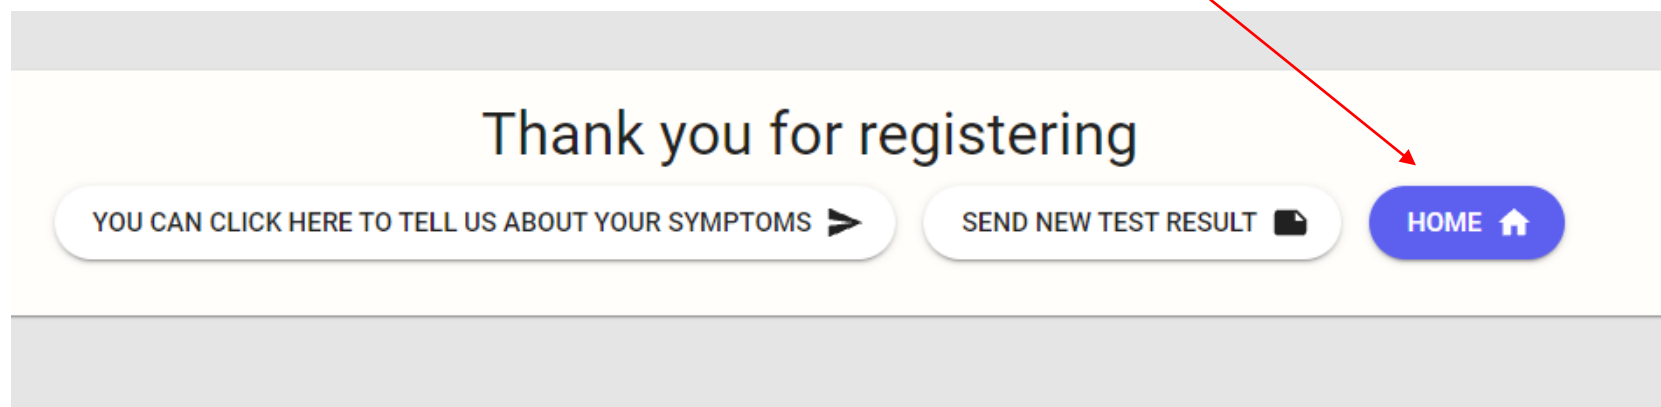 Thank you for registering
YOU CAN CLICK HERE TO TELL US ABOUT YOUR SYMPTOMS
SEND NEW TEST RESULT
HOME